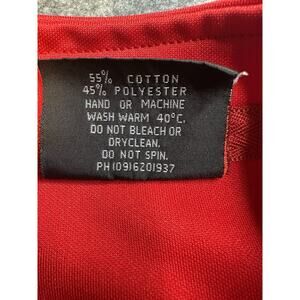 55% COTTON
45% POLYESTER
HAND OR MACHINE
WASH WARM 40°C.
DO NOT BLEACH OR
DRYCLEAN.
DO NOT SPIN.
PH (09)6201937